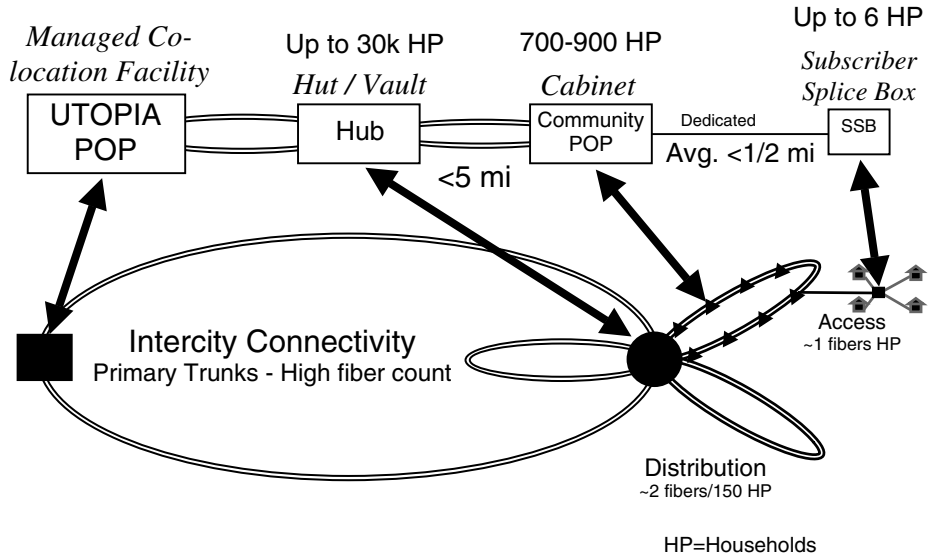 Managed Co-
location Facility
UTOPIA
POP
Up to 30k HP
Hut / Vault
Hub
<5 mi
700-900 HP
Cabinet
Community
POP
Dedicated
Avg. <1/2 mi
Up to 6 HP
Subscriber
Splice Box
SSB
Intercity Connectivity
Primary Trunks - High fiber count
Access
~1 fibers HP
Distribution
~2 fibers/150 HP
HP=Households